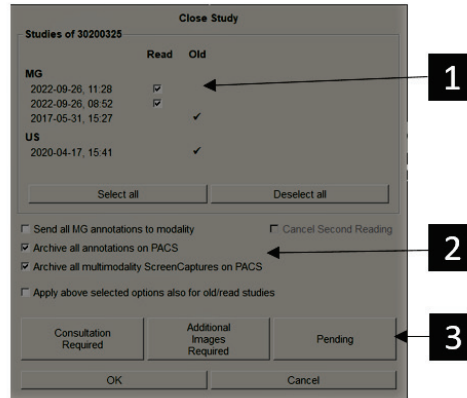 Close Study
Studies of 30200325
Read Old
MG
2022-09-26, 11:28
2022-09-26, 08:52
2017-05-31, 15:27
US
2020-04-17, 15:41
Select all Deselect all
Send all MG annotations to modality Cancel Second Reading
Archive all annotations on PACS
Archive all multimodality ScreenCaptures on PACS
Apply above selected options also for old/read studies
Consultation Required Additional Images Required Pending
OK Cancel
1
2
3